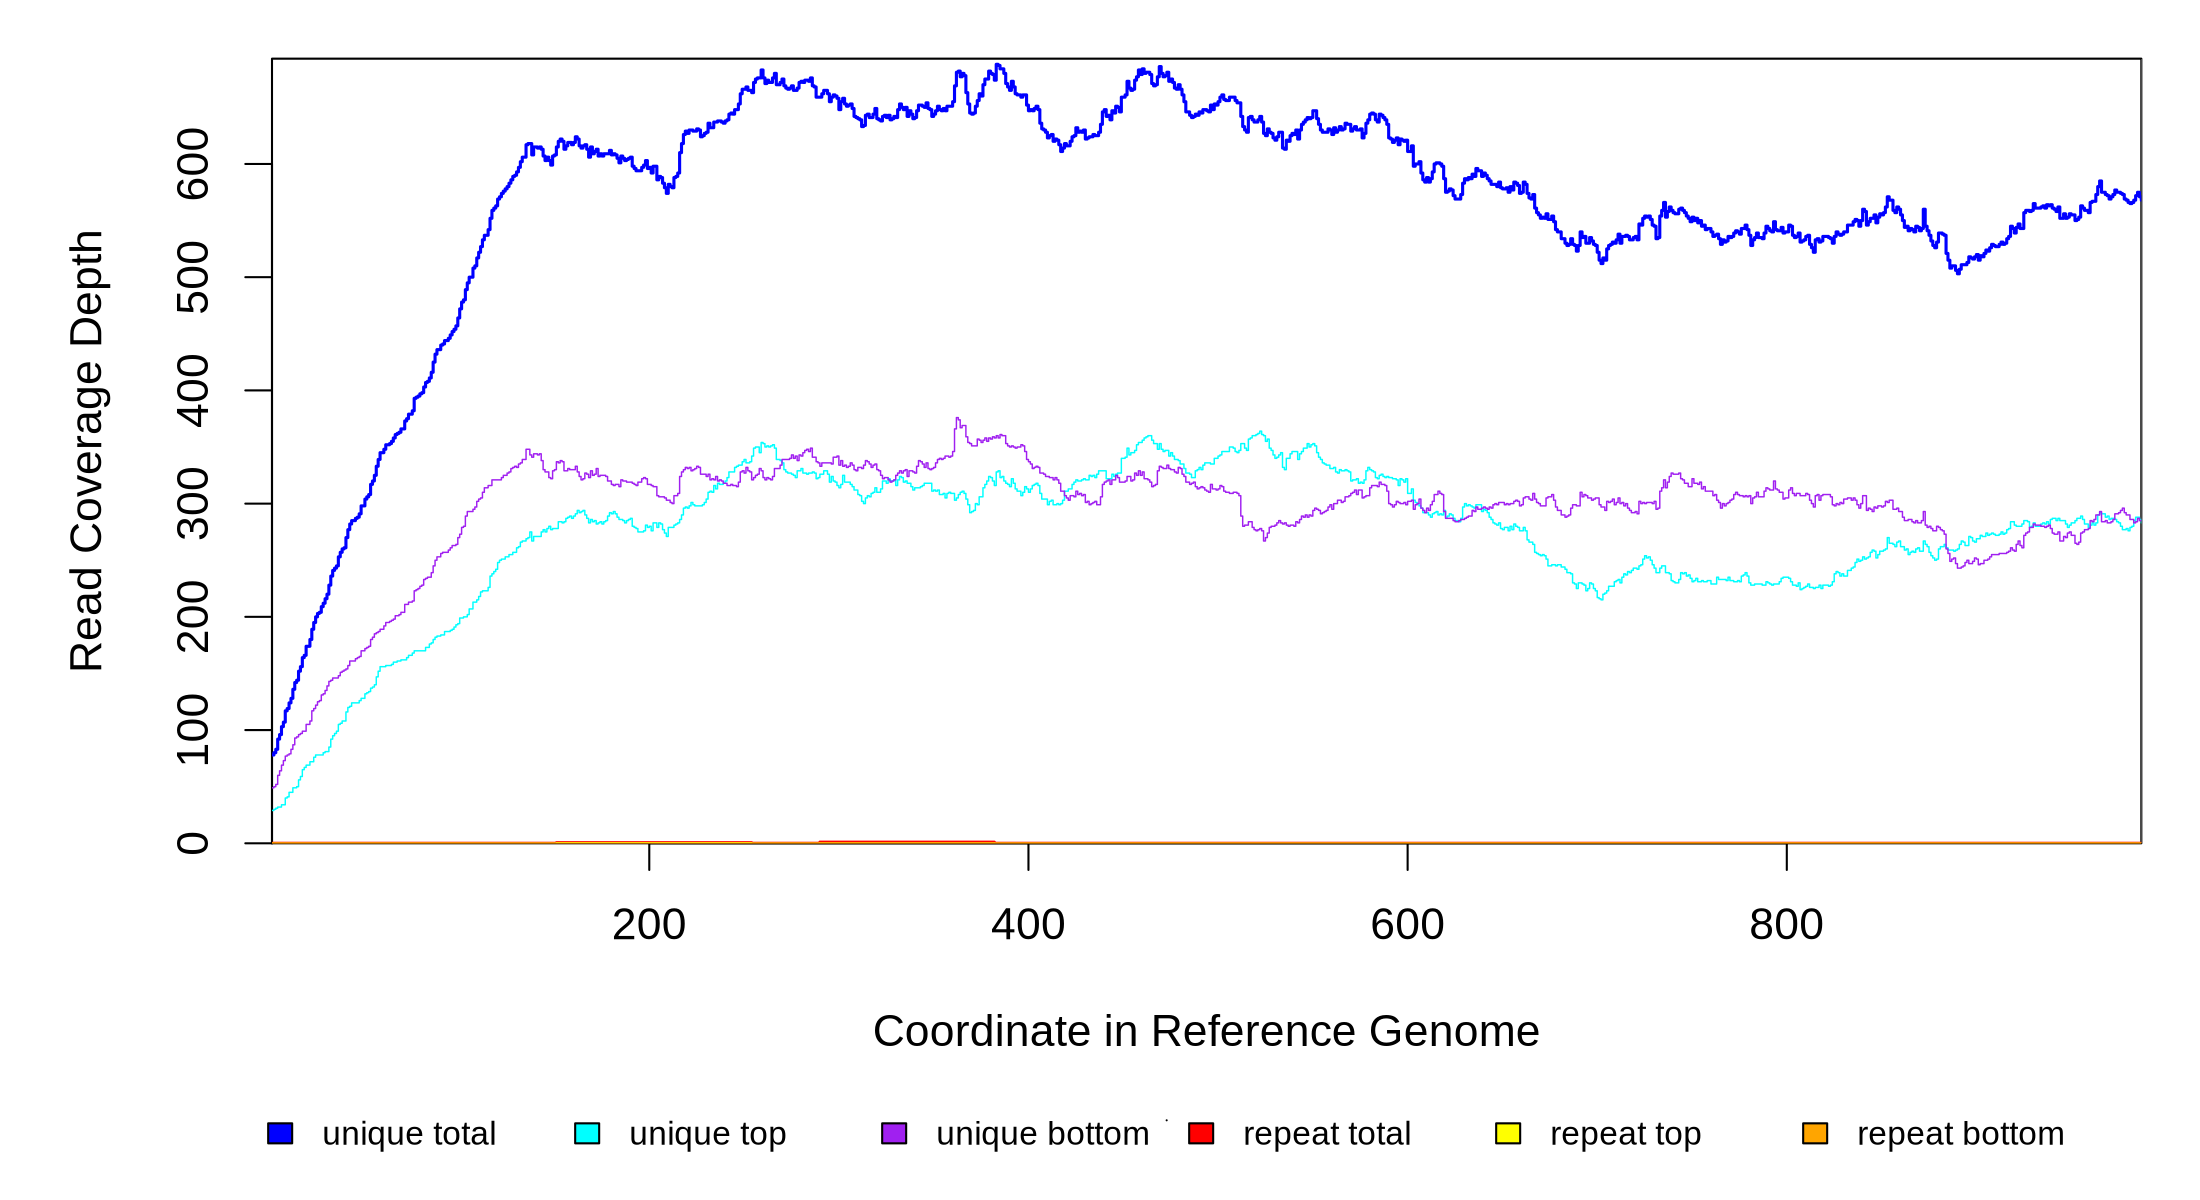 Read Coverage Depth
600
500
400
300
200
100
0
200 400 600 800
Coordinate in Reference Genome
unique total unique top unique bottom repeat total repeat top repeat bottom